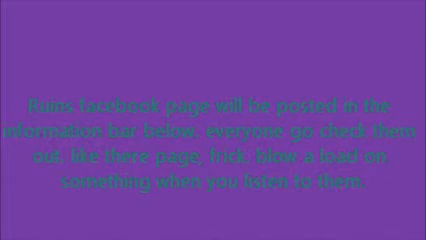 Ruins facebook page will be posted in the
information bar below, everyone go check them
out, like there page, frick, blow a load on
something when you listen to them.